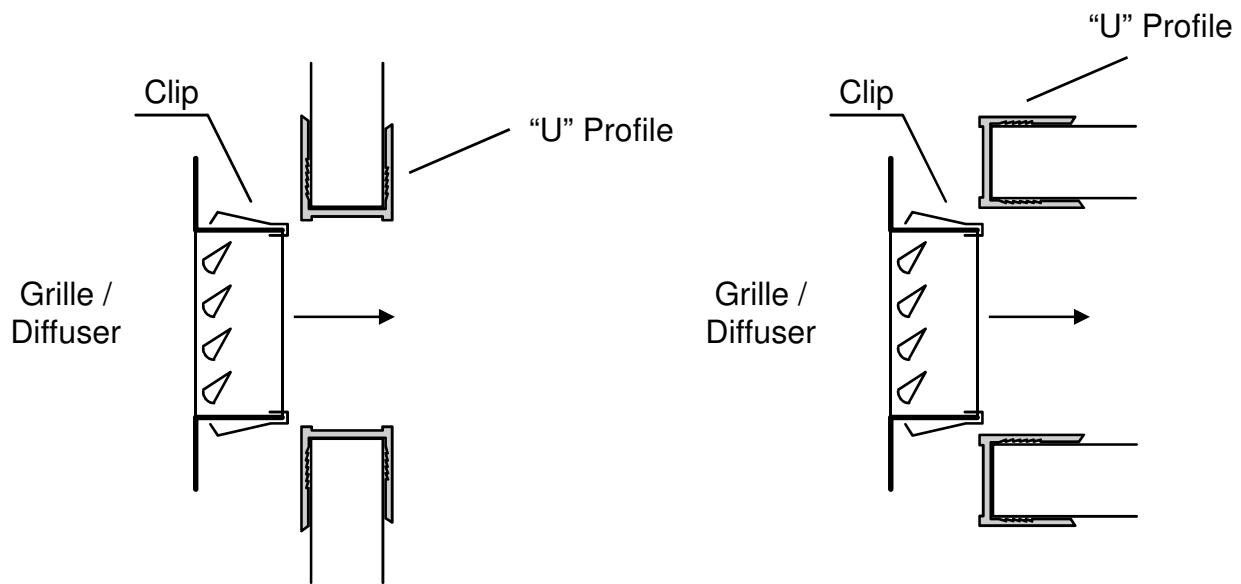 Clip
“U” Profile
Grille /
Diffuser
“U” Profile
Clip
Grille /
Diffuser